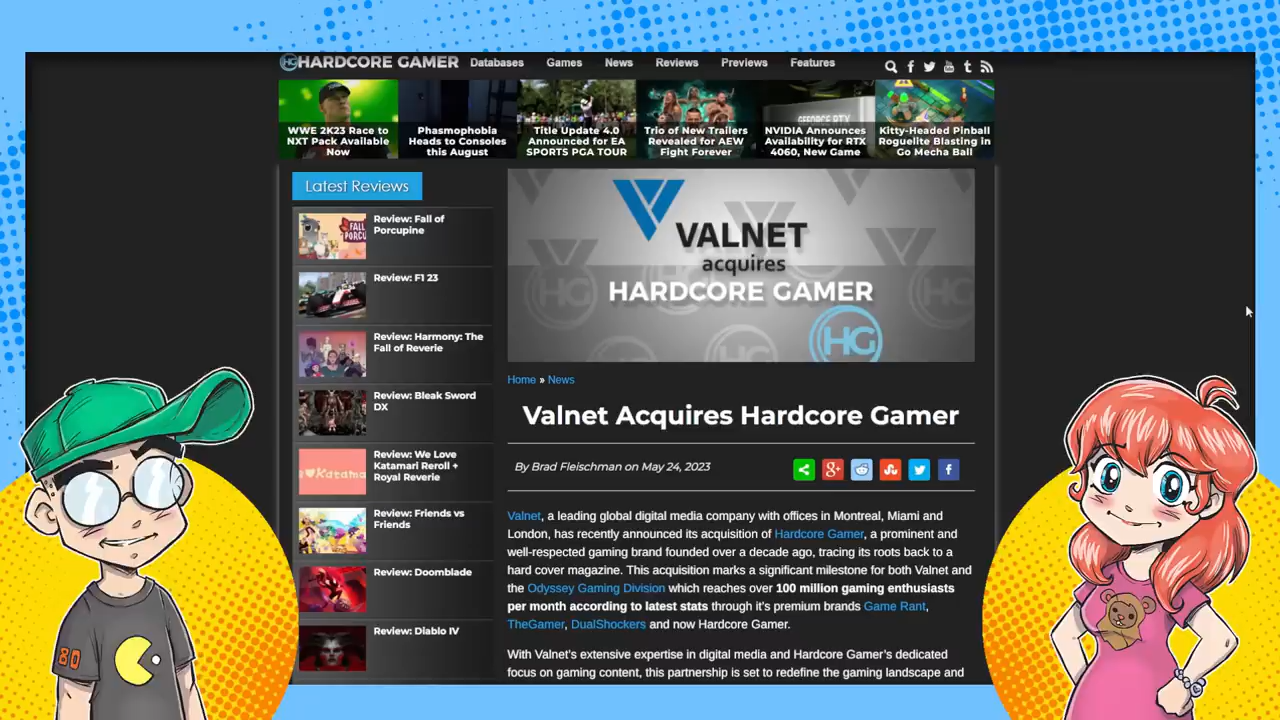 HG HARDCORE GAMER
Databases
Games
News
Reviews
Previews
Features
WWE 2K23 Race to
NXT Pack Available
Now
Phasmophobia
Heads to Consoles
this August
Title Update 4.0
Announced for EA
SPORTS PGA TOUR
Trio of New Trailers
Revealed for AEW
Fight Forever
GEFORCE RTX
NVIDIA Announces
Availability for RTX
4060, New Game
Kitty-Headed Pinball
Roguelite Blasting in
Go Mecha Ball
Latest Reviews
Review: Fall of
Porcupine
Review: F1 23
Review: Harmony: The
Fall of Reverie
Review: Bleak Sword
DX
Review: We Love
Katamari Reroll +
Royal Reverie
Review: Friends vs
Friends
Review: Doomblade
Review: Diablo IV
VALNET
acquires
HARDCORE GAMER
HG
Home » News
Valnet Acquires Hardcore Gamer
By Brad Fleischman on May 24, 2023
Valnet, a leading global digital media company with offices in Montreal, Miami and
London, has recently announced its acquisition of Hardcore Gamer, a prominent and
well-respected gaming brand founded over a decade ago, tracing its roots back to a
hard cover magazine. This acquisition marks a significant milestone for both Valnet and
the Odyssey Gaming Division which reaches over 100 million gaming enthusiasts
per month according to latest stats through it's premium brands Game Rant,
TheGamer, DualShockers and now Hardcore Gamer.
With Valnet's extensive expertise in digital media and Hardcore Gamer's dedicated
focus on gaming content, this partnership is set to redefine the gaming landscape and
80